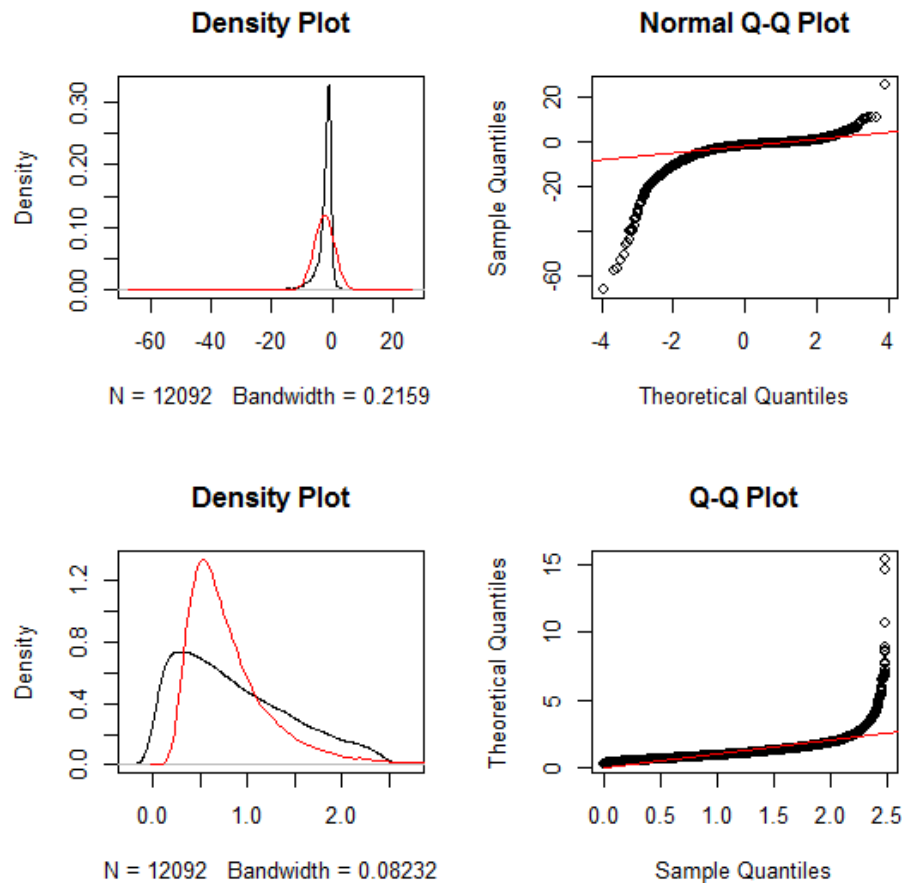 Density Plot
Density
0.00 0.10 0.20 0.30
-60 -40 -20 0 20
N = 12092 Bandwidth = 0.2159
Normal Q-Q Plot
Sample Quantiles
-60 -20 0 20
-4 -2 0 2 4
Theoretical Quantiles
Density Plot
Density
0.0 0.4 0.8 1.2
0.0 1.0 2.0
N = 12092 Bandwidth = 0.08232
Q-Q Plot
Theoretical Quantiles
0 5 10 15
0.0 0.5 1.0 1.5 2.0 2.5
Sample Quantiles